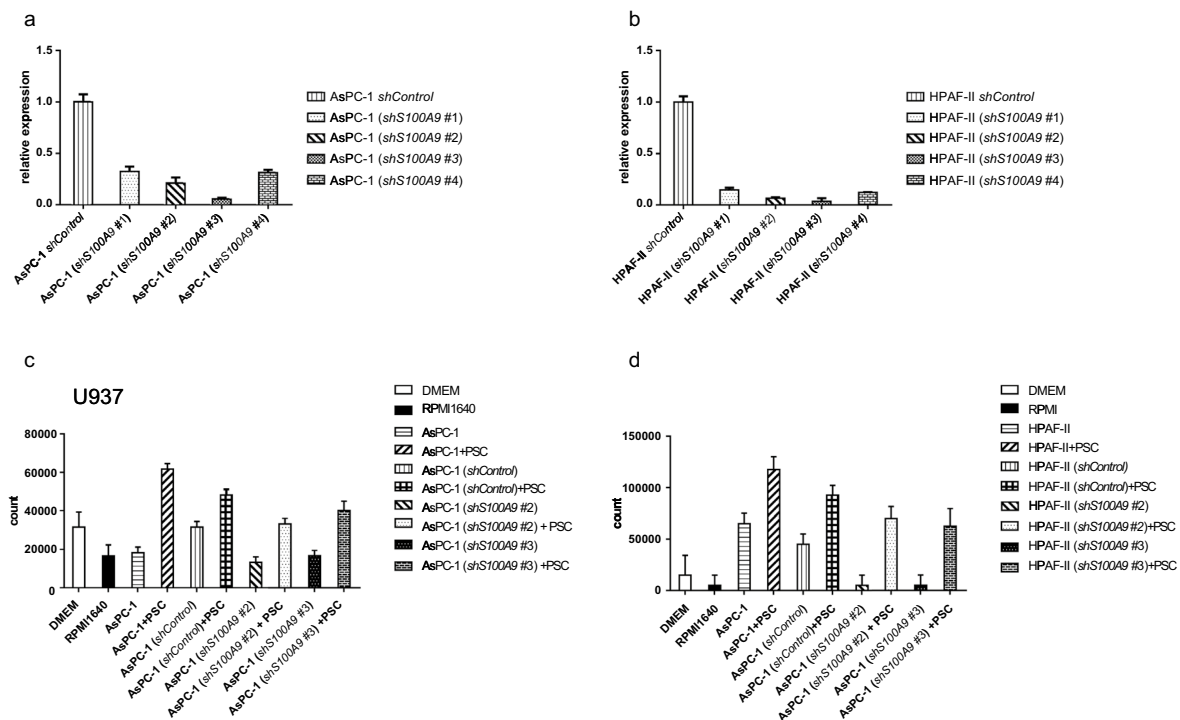 a
1.5
1.0
0.5
0.0
relative expression
AsPC-1 shControl
AsPC-1 (shS100A9 #1)
AsPC-1 (shS100A9 #2)
AsPC-1 (shS100A9 #3)
AsPC-1 (shS100A9 #4)
AsPC-1 shControl
AsPC-1 (shS100A9 #1)
AsPC-1 (shS100A9 #2)
AsPC-1 (shS100A9 #3)
AsPC-1 (shS100A9 #4)
b
1.5
1.0
0.5
0.0
relative expression
HPAF-II shControl
HPAF-II (shS100A9 #1)
HPAF-II (shS100A9 #2)
HPAF-II (shS100A9 #3)
HPAF-II (shS100A9 #4)
HPAF-II shControl
HPAF-II (shS100A9 #1)
HPAF-II (shS100A9 #2)
HPAF-II (shS100A9 #3)
HPAF-II (shS100A9 #4)
c
U937
80000
60000
40000
20000
0
count
DMEM
RPMI1640
AsPC-1
AsPC-1+PSC
AsPC-1 (shControl)
AsPC-1 (shControl)+PSC
AsPC-1 (shS100A9 #2)
AsPC-1 (shS100A9 #2) + PSC
AsPC-1 (shS100A9 #3)
AsPC-1 (shS100A9 #3) +PSC
DMEM
RPMI1640
AsPC-1
AsPC-1+PSC
AsPC-1 (shControl)
AsPC-1 (shControl)+PSC
AsPC-1 (shS100A9 #2)
AsPC-1 (shS100A9 #2) + PSC
AsPC-1 (shS100A9 #3)
AsPC-1 (shS100A9 #3) +PSC
d
150000
100000
50000
0
count
DMEM
RPMI
HPAF-II
HPAF-II+PSC
HPAF-II (shControl)
HPAF-II (shControl)+PSC
HPAF-II (shS100A9 #2)
HPAF-II (shS100A9 #2)+PSC
HPAF-II (shS100A9 #3)
HPAF-II (shS100A9 #3)+PSC
DMEM
RPMI1640
AsPC-1
AsPC-1+PSC
AsPC-1 (shControl)
AsPC-1 (shControl)+PSC
AsPC-1 (shS100A9 #2)
AsPC-1 (shS100A9 #2) + PSC
AsPC-1 (shS100A9 #3)
AsPC-1 (shS100A9 #3) +PSC